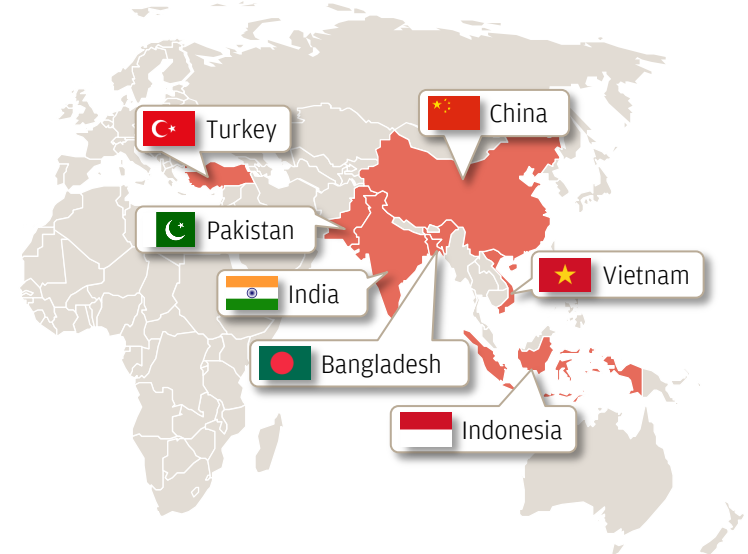 China
Turkey
Pakistan
Vietnam
India
Bangladesh
Indonesia